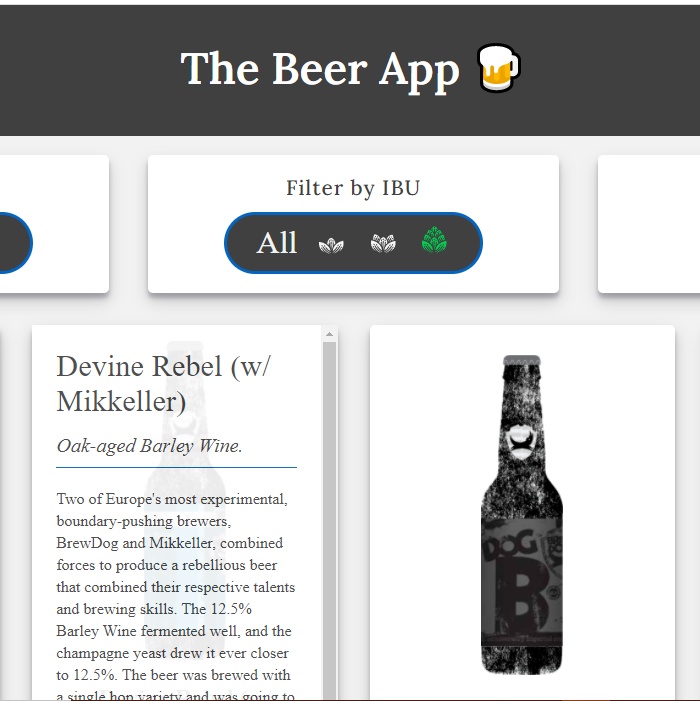 The Beer App
Filter by IBU
All
Devine Rebel (w/
Mikkeller)
Oak-aged Barley Wine.
Two of Europe's most experimental,
boundary-pushing brewers,
BrewDog and Mikkeller, combined
forces to produce a rebellious beer
that combined their respective talents
and brewing skills. The 12.5%
Barley Wine fermented well, and the
champagne yeast drew it ever closer
to 12.5%. The beer was brewed with
a single hop variety and was going to
DOG
B